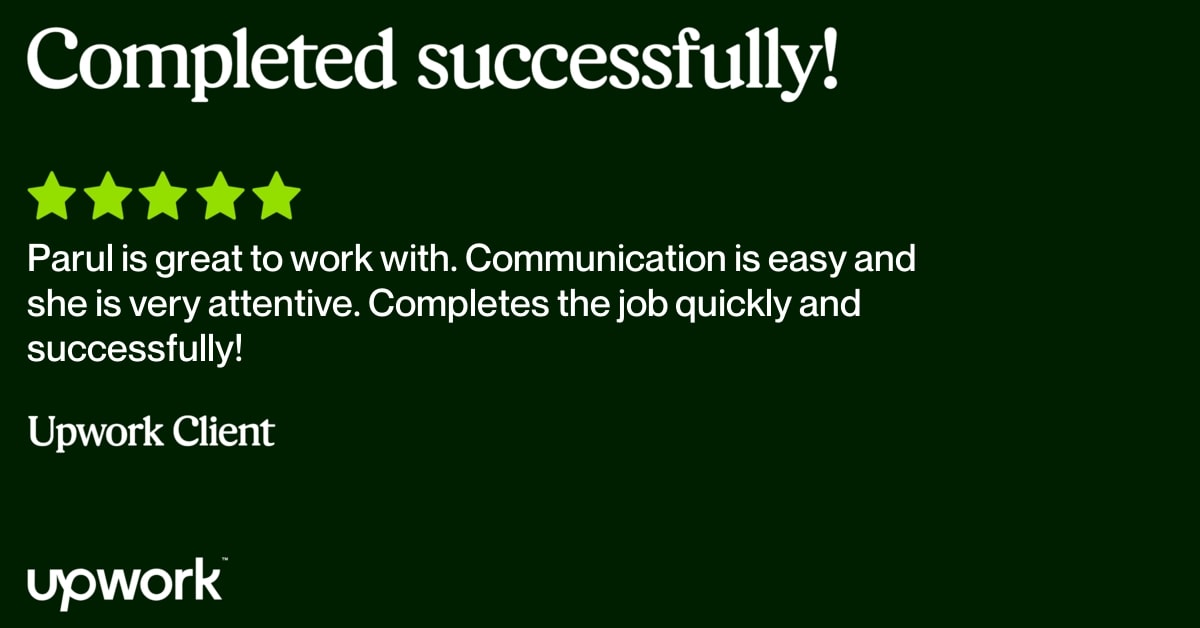 Completed successfully!
Parul is great to work with. Communication is easy and
she is very attentive. Completes the job quickly and
successfully!
Upwork Client
upwork™